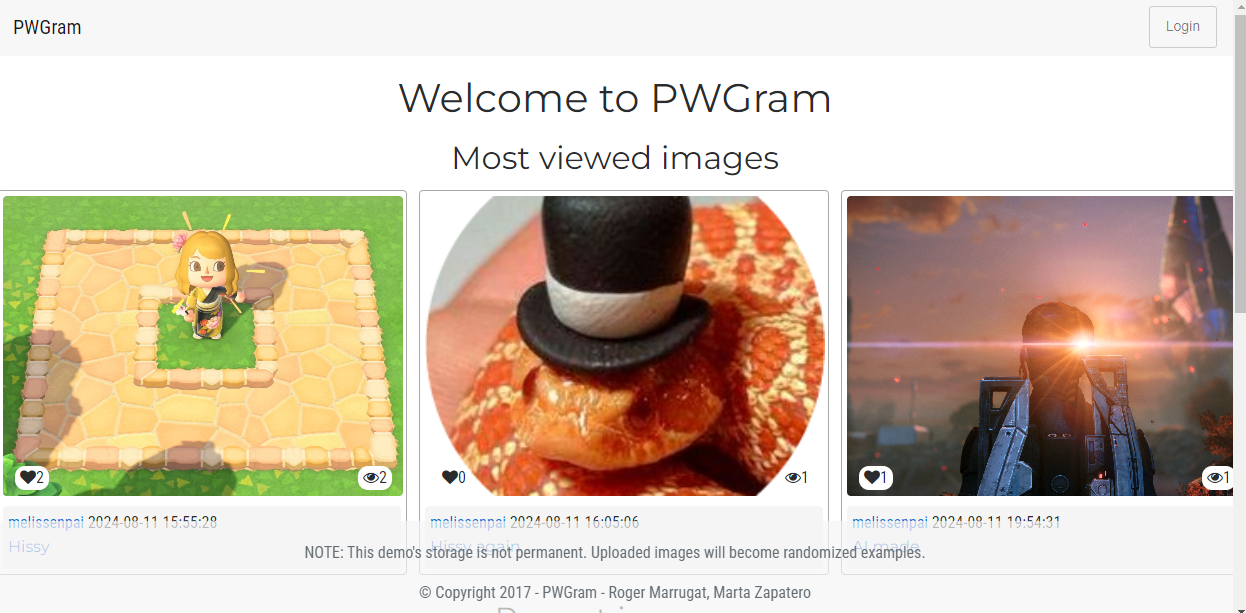 PWGram
Login
Welcome to PWGram
Most viewed images
2
2
0
1
1
1
melissenpai 2024-08-11 15:55:28
Hissy
melissenpai 2024-08-11 16:05:06
Hissy again
melissenpai 2024-08-11 19:54:31
AI made
NOTE: This demo's storage is not permanent. Uploaded images will become randomized examples.
© Copyright 2017 - PWGram - Roger Marrugat, Marta Zapatero